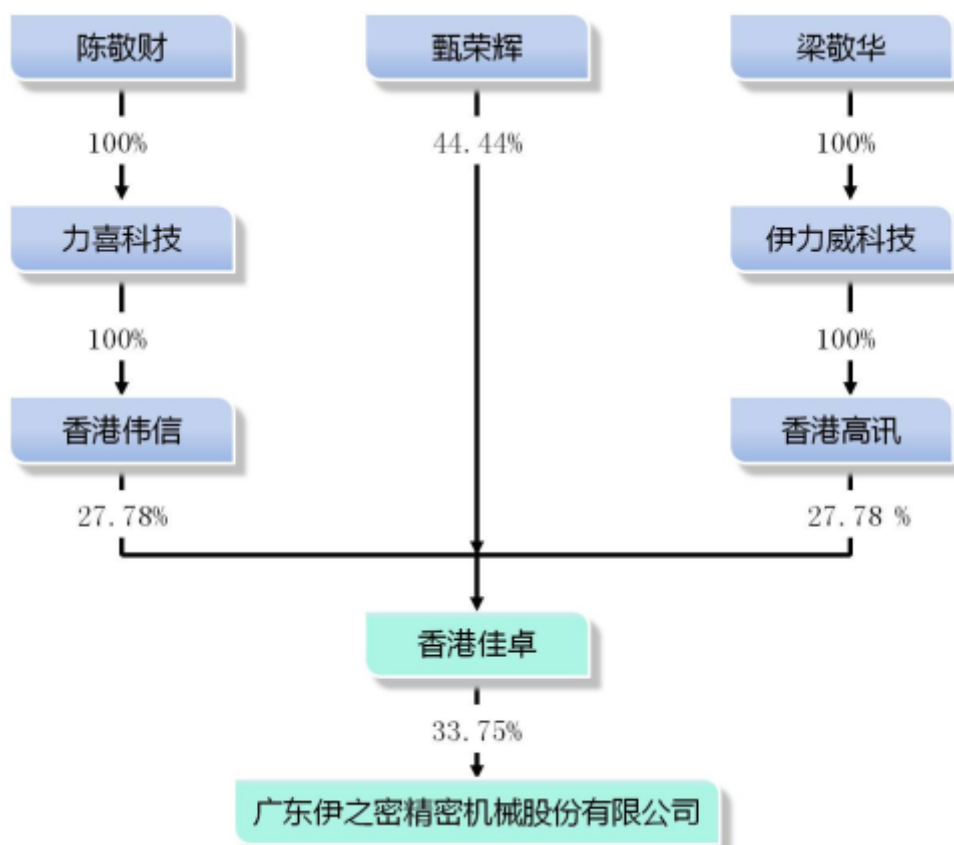 陈敬财
甄荣辉
梁敬华
100%
44.44%
100%
力喜科技
伊力威科技
100%
100%
香港伟信
香港高讯
27.78%
27.78 %
香港佳卓
33.75%
广东伊之密精密机械股份有限公司